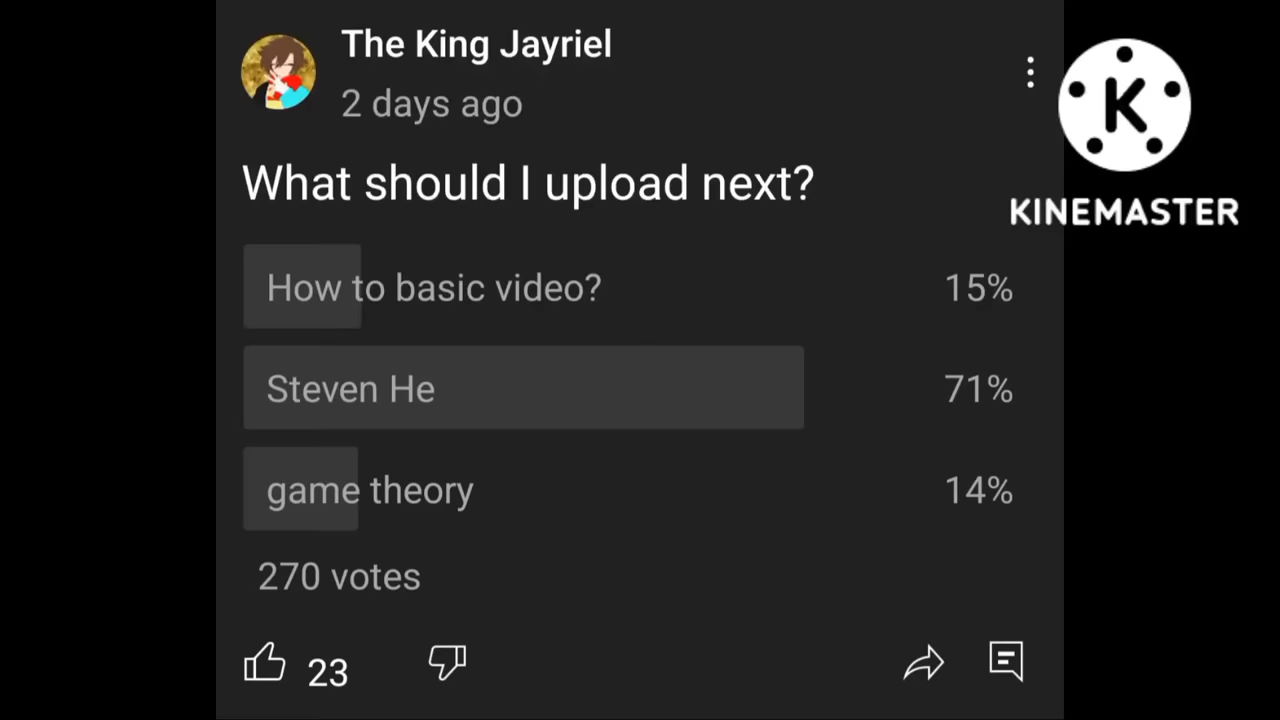 The King Jayriel
2 days ago
What should I upload next?
How to basic video? 15%
Steven He 71%
game theory 14%
270 votes
23
K
KINEMASTER